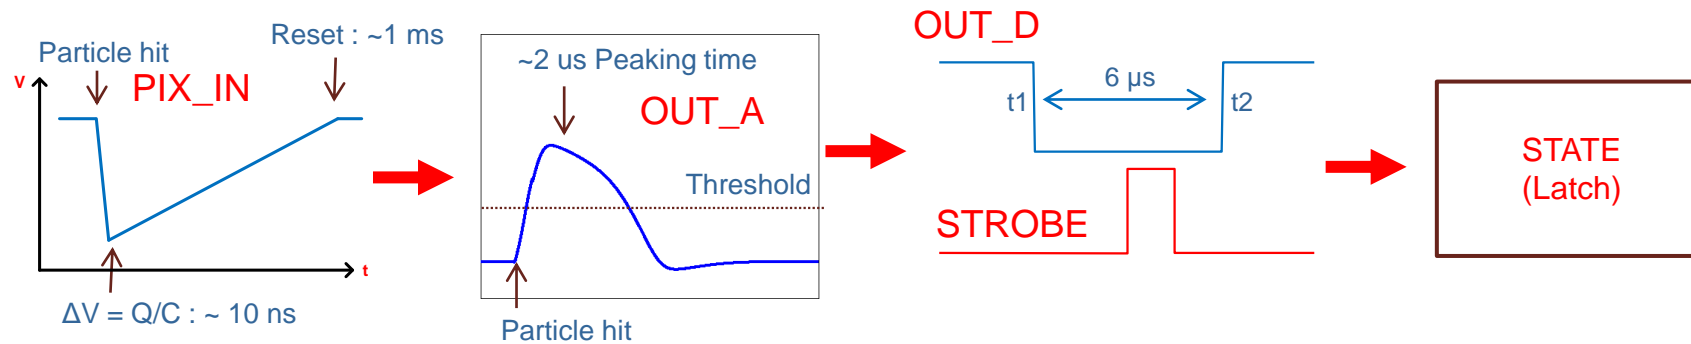 Particle hit
Reset : ~1 ms
V
PIX_IN
t
ΔV = Q/C : ~ 10 ns
~2 us Peaking time
OUT_A
Threshold
Particle hit
OUT_D
t1
6 µs
t2
STROBE
STATE
(Latch)